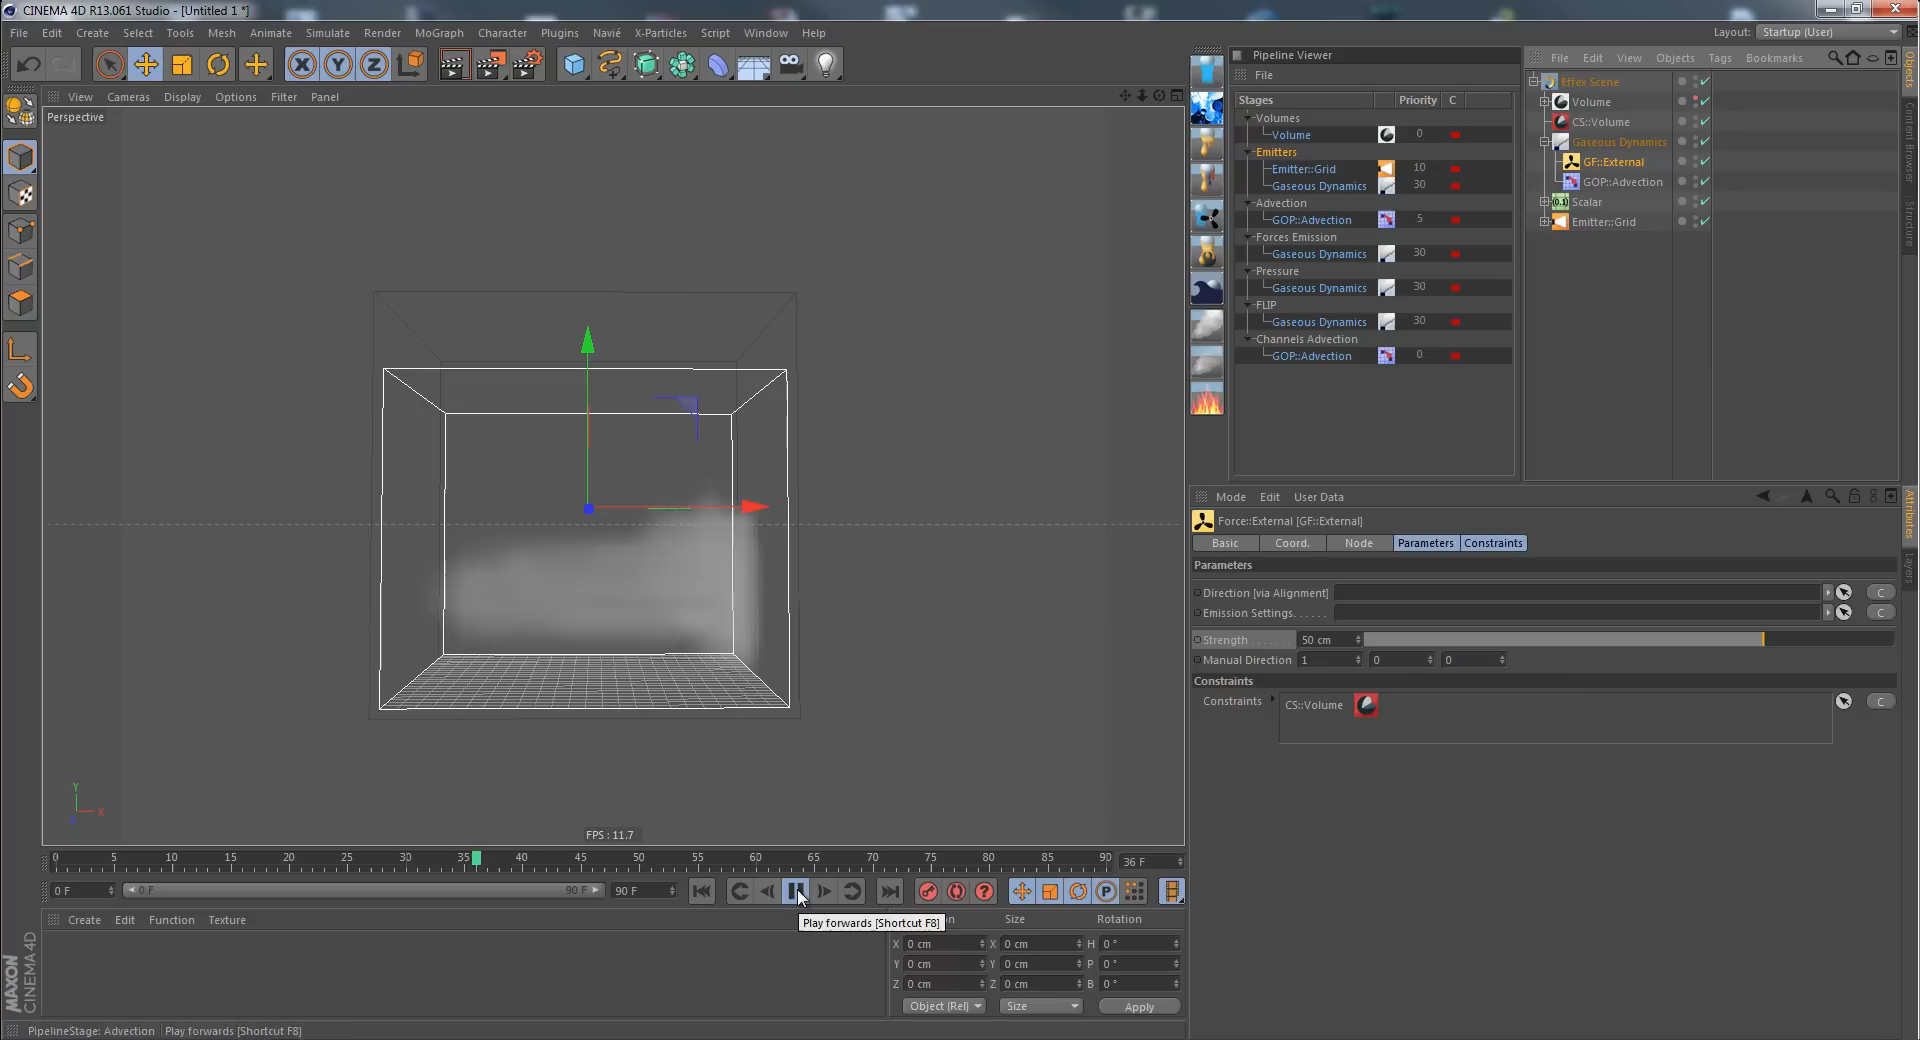 CINEMA 4D R13.061 Studio - [Untitled 1 *]
File Edit Create Select Tools Mesh Animate Simulate Render MoGraph Character Plugins Navié X-Particles Script Window Help
Layout: Startup (User)
View Cameras Display Options Filter Panel
Perspective
FPS : 11.7
Pipeline Viewer
File
Stages Priority C
Volumes
Volume 0
Emitters
Emitter::Grid 10
Gaseous Dynamics 30
Advection
GOP::Advection 5
Forces Emission
Gaseous Dynamics 30
Pressure
Gaseous Dynamics 30
FLIP
Gaseous Dynamics 30
Channels Advection
GOP::Advection 0
File Edit View Objects Tags Bookmarks
Effex Scene
Volume
CS::Volume
Gaseous Dynamics
GF::External
GOP::Advection
Scalar
Emitter::Grid
Objects
Content Browser
Structure
Mode Edit User Data
Force::External [GF::External]
Basic Coord. Node Parameters Constraints
Parameters
Direction [via Alignment] C
Emission Settings. . . . . . C
Strength . . . . . . . 50 cm
Manual Direction 1 0 0
Constraints
Constraints CS::Volume C
Attributes
Layers
0 5 10 15 20 25 30 35 40 45 50 55 60 65 70 75 80 85 90 36 F
0 F 0 F 90 F 90 F
Play forwards [Shortcut F8]
Create Edit Function Texture
Size Rotation
X 0 cm X 0 cm H 0 °
Y 0 cm Y 0 cm P 0 °
Z 0 cm Z 0 cm B 0 °
Object (Rel) Size Apply
MAXON
CINEMA 4D
PipelineStage: Advection Play forwards [Shortcut F8]